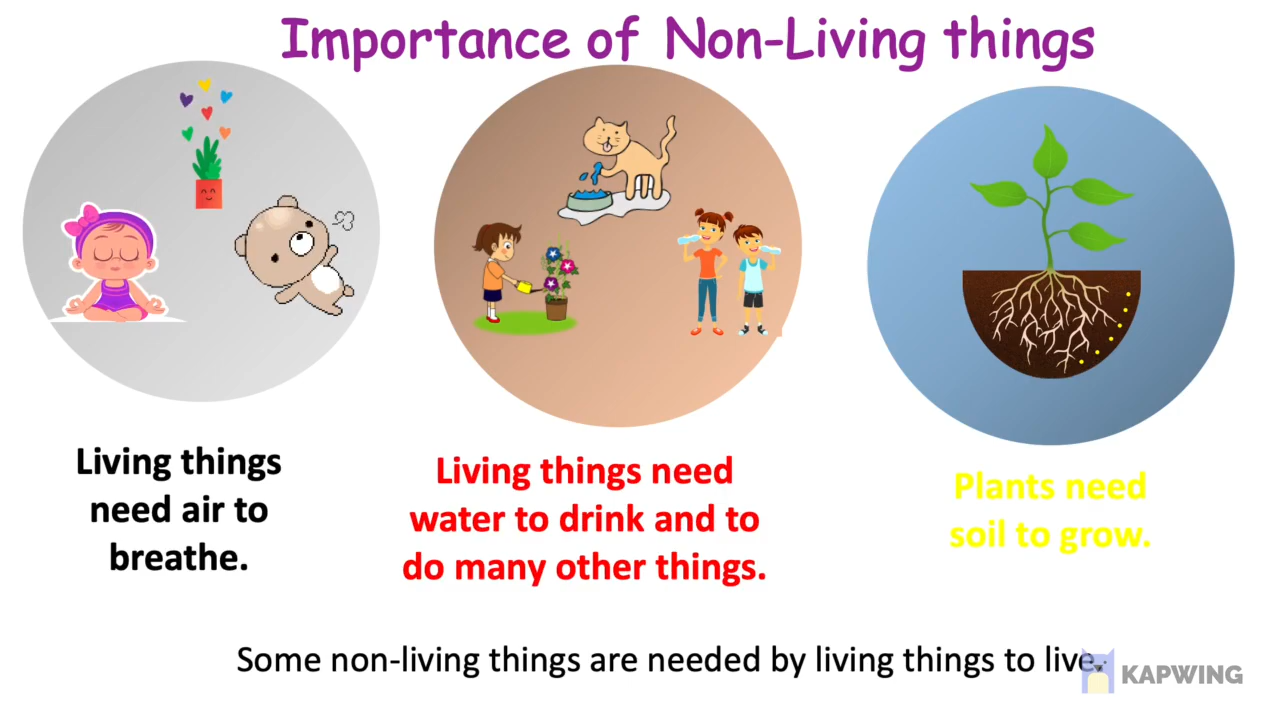 Importance of Non-Living things
Living things
need air to
breathe.
Living things need
water to drink and to
do many other things.
Plants need
soil to grow.
Some non-living things are needed by living things to live.
KAPWING